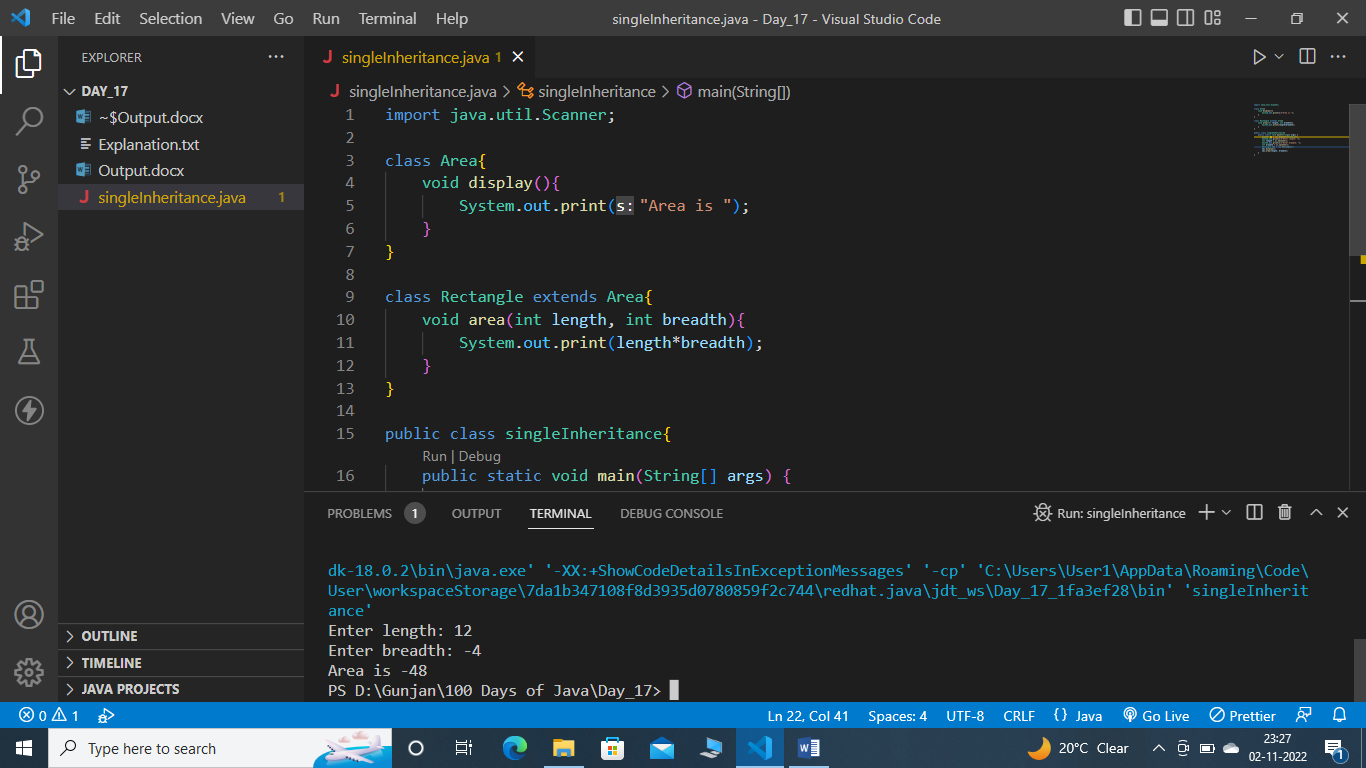 File Edit Selection View Go Run Terminal Help singleInheritance.java - Day_17 - Visual Studio Code
EXPLORER
DAY_17
~$Output.docx
Explanation.txt
Output.docx
singleInheritance.java 1
OUTLINE
TIMELINE
JAVA PROJECTS
J singleInheritance.java 1
J singleInheritance.java > singleInheritance > main(String[])
1 import java.util.Scanner;
2
3 class Area{
4 void display(){
5 System.out.print(s: "Area is ");
6 }
7 }
8
9 class Rectangle extends Area{
10 void area(int length, int breadth){
11 System.out.print(length*breadth);
12 }
13 }
14
15 public class singleInheritance{
Run | Debug
16 public static void main(String[] args) {
PROBLEMS 1 OUTPUT TERMINAL DEBUG CONSOLE Run: singleInheritance
dk-18.0.2\bin\java.exe' '-XX:+ShowCodeDetailsInExceptionMessages' '-cp' 'C:\Users\User1\AppData\Roaming\Code\
User\workspaceStorage\7da1b347108f8d3935d0780859f2c744\redhat.java\jdt_ws\Day_17_1fa3ef28\bin' 'singleInherit
ance'
Enter length: 12
Enter breadth: -4
Area is -48
PS D:\Gunjan\100 Days of Java\Day_17>
0 1 Ln 22, Col 41 Spaces: 4 UTF-8 CRLF {} Java Go Live Prettier
Type here to search 20°C Clear 23:27
02-11-2022 1